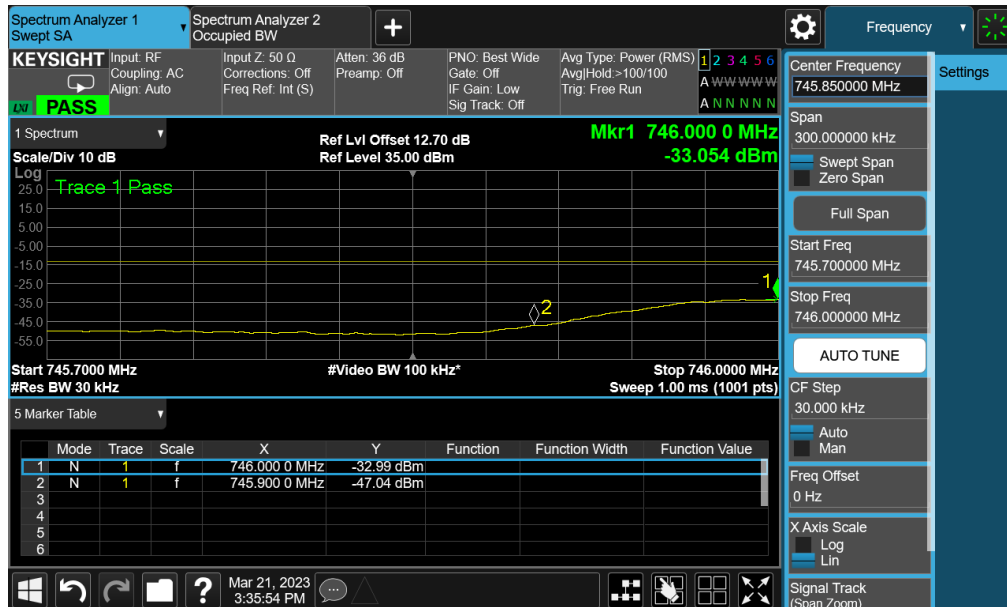 Spectrum Analyzer 1
Swept SA
Spectrum Analyzer 2
Occupied BW
+
Frequency
KEYSIGHT
LXI
PASS
Input: RF
Coupling: AC
Align: Auto
Input Z: 50 Ω
Corrections: Off
Freq Ref: Int (S)
Atten: 36 dB
Preamp: Off
PNO: Best Wide
Gate: Off
IF Gain: Low
Sig Track: Off
Avg Type: Power (RMS)
Avg|Hold:>100/100
Trig: Free Run
1 2 3 4 5 6
A W W W W W
A N N N N N
1 Spectrum
Scale/Div 10 dB
Ref Lvl Offset 12.70 dB
Ref Level 35.00 dBm
Mkr1 746.000 0 MHz
-33.054 dBm
Log
Trace 1 Pass
25.0
15.0
5.00
-5.00
-15.0
-25.0
-35.0
-45.0
-55.0
1
2
Start 745.7000 MHz
#Res BW 30 kHz
#Video BW 100 kHz*
Stop 746.0000 MHz
Sweep 1.00 ms (1001 pts)
5 Marker Table
Mode Trace Scale X Y Function Function Width Function Value
1 N 1 f 746.000 0 MHz -32.99 dBm
2 N 1 f 745.900 0 MHz -47.04 dBm
3
4
5
6
?
Mar 21, 2023
3:35:54 PM
Center Frequency
745.850000 MHz
Span
300.000000 kHz
Swept Span
Zero Span
Full Span
Start Freq
745.700000 MHz
Stop Freq
746.000000 MHz
AUTO TUNE
CF Step
30.000 kHz
Auto
Man
Freq Offset
0 Hz
X Axis Scale
Log
Lin
Signal Track
(Span Zoom)
Settings